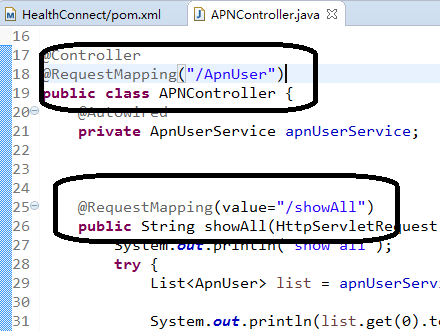 HealthConnect/pom.xml APNController.java
16
17 @Controller
18 @RequestMapping("/ApnUser")
19 public class APNController {
20 @Autowired
21 private ApnUserService apnUserService;
22
23
24
25 @RequestMapping(value="/showAll")
26 public String showAll(HttpServletRequest
27 System.out.println("show all");
28 try {
29 List<ApnUser> list = apnUserServi
30
31 System.out.println(list.get(0).to